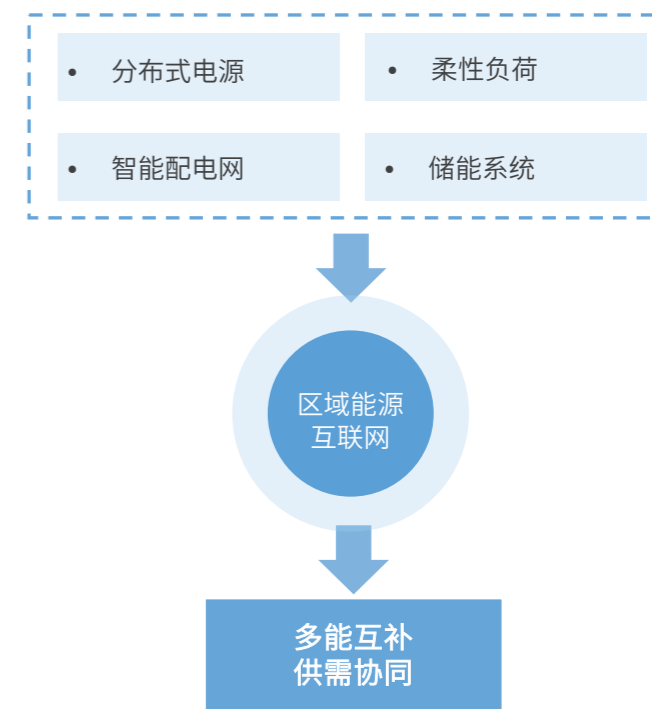 • 分布式电源
• 柔性负荷
• 智能配电网
• 储能系统
区域能源
互联网
多能互补
供需协同